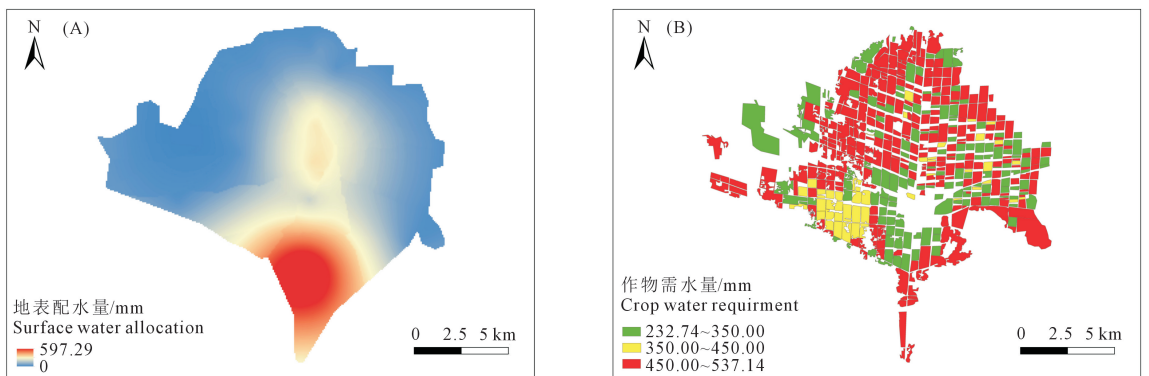 N (A)
地表配水量/mm
Surface water allocation
597.29
0
0 2.5 5 km
N (B)
作物需水量/mm
Crop water requirment
232.74~350.00
350.00~450.00
450.00~537.14
0 2.5 5 km